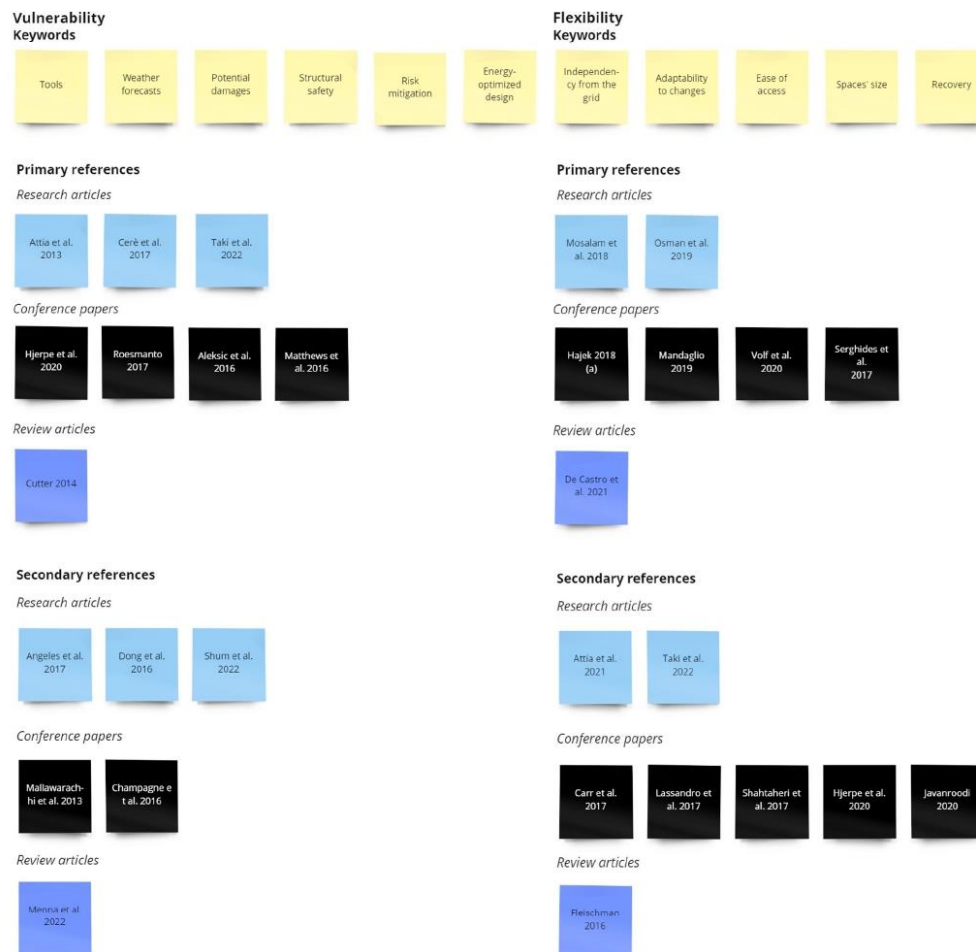 Vulnerability
Keywords
Tools
Weather
forecasts
Potential
damages
Structural
safety
Risk
mitigation
Energy-
optimized
design
Primary references
Research articles
Attia et al.
2013
Cerè et al.
2017
Taki et al.
2022
Conference papers
Hjerpe et al.
2020
Roesmanto
2017
Aleksic et al.
2016
Matthews et
al. 2016
Review articles
Cutter 2014
Secondary references
Research articles
Angeles et al.
2017
Dong et al.
2016
Shum et al.
2022
Conference papers
Mallawarach-
hi et al. 2013
Champagne e
t al. 2016
Review articles
Menna et al
2022
Flexibility
Keywords
Independen-
cy from the
grid
Adaptability
to changes
Ease of
access
Spaces' size
Recovery
Primary references
Research articles
Mosalam et
al. 2018
Osman et al.
2019
Conference papers
Hajek 2018
(a)
Mandaglio
2019
Volf et al.
2020
Serghides et
al.
2017
Review articles
De Castro et
al. 2021
Secondary references
Research articles
Attia et al.
2021
Taki et al.
2022
Conference papers
Carr et al.
2017
Lassandro et
al. 2017
Shahtaheri et
al. 2017
Hjerpe et al.
2020
Javanroodi
2020
Review articles
Fleischman
2016